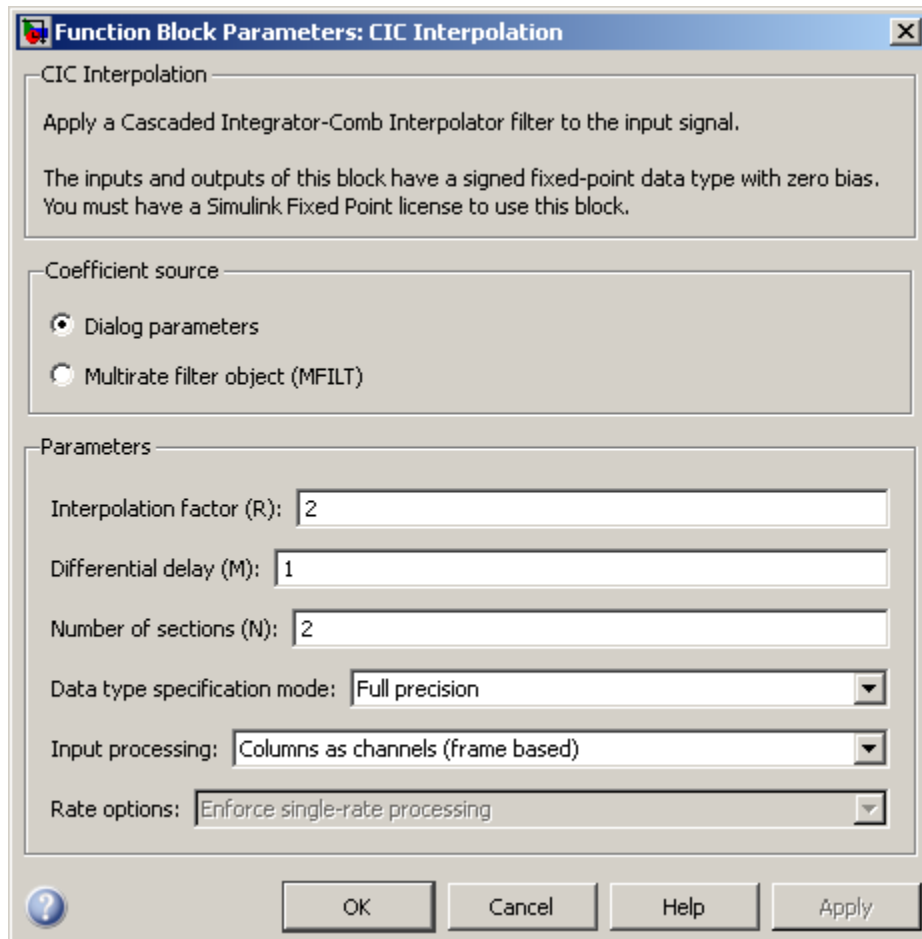 Function Block Parameters: CIC Interpolation
CIC Interpolation
Apply a Cascaded Integrator-Comb Interpolator filter to the input signal.
The inputs and outputs of this block have a signed fixed-point data type with zero bias.
You must have a Simulink Fixed Point license to use this block.
Coefficient source
Dialog parameters
Multirate filter object (MFILT)
Parameters
Interpolation factor (R): 2
Differential delay (M): 1
Number of sections (N): 2
Data type specification mode: Full precision
Input processing: Columns as channels (frame based)
Rate options: Enforce single-rate processing
OK Cancel Help Apply